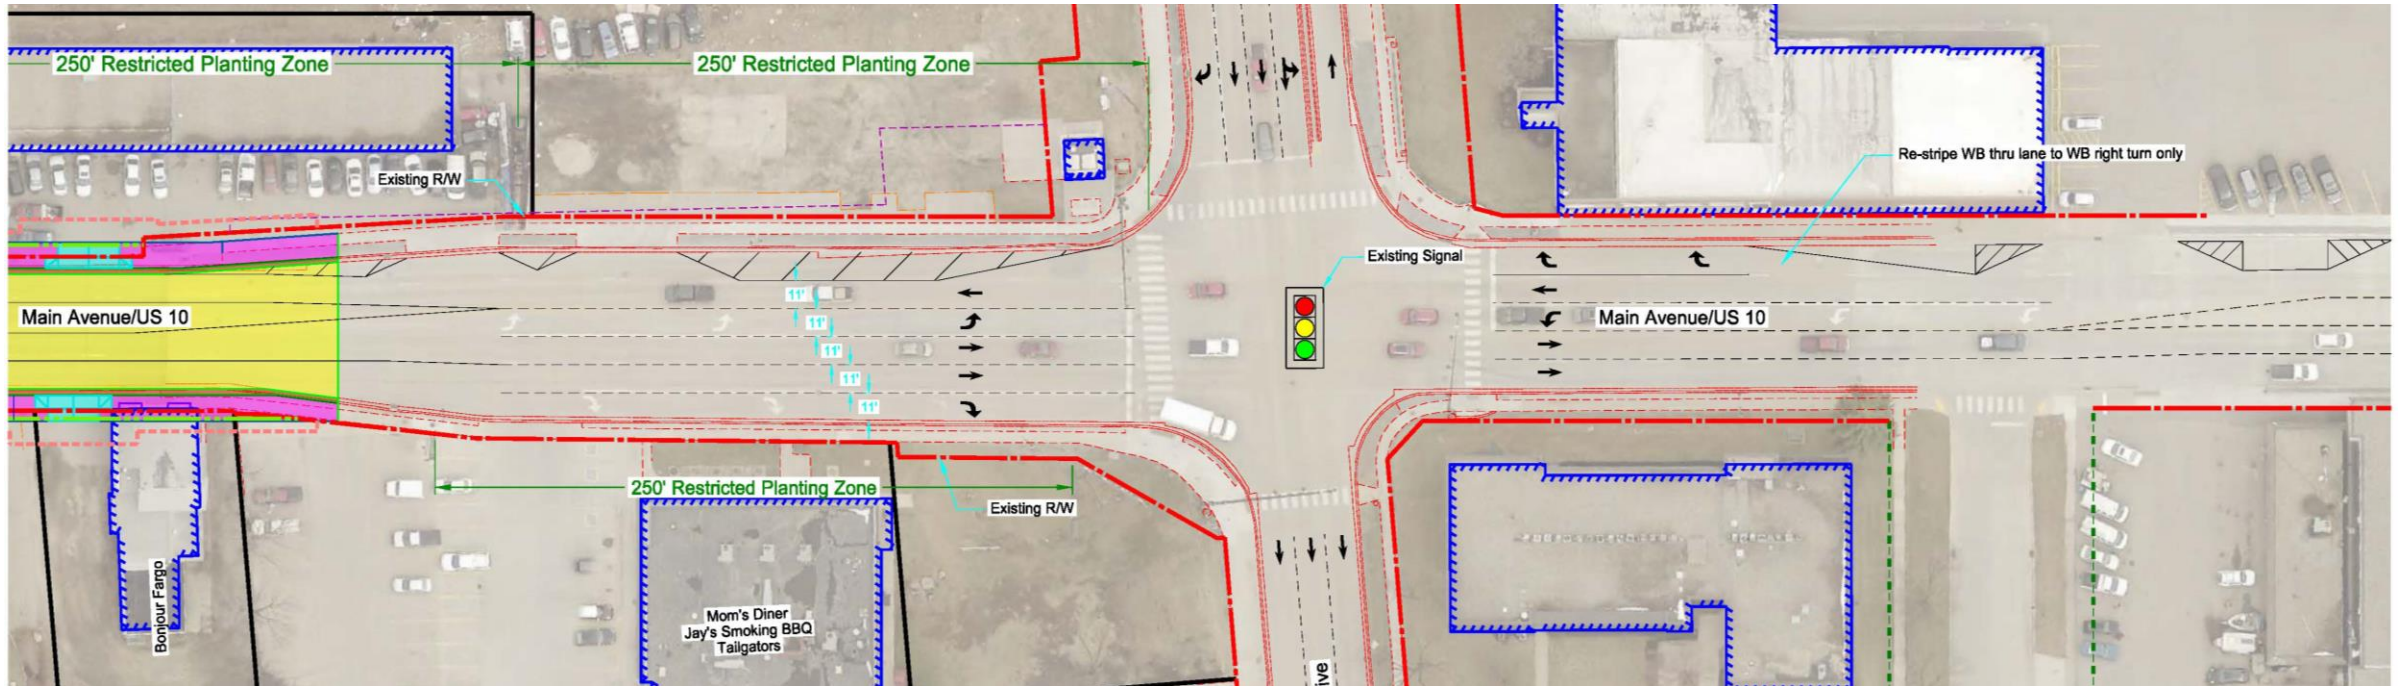 250' Restricted Planting Zone
250' Restricted Planting Zone
Re-stripe WB thru lane to WB right turn only
Existing R/W
Existing Signal
11'
Main Avenue/US 10
Main Avenue/US 10
11'
11'
11'
11'
250' Restricted Planting Zone
Existing R/W
Bonjour Fargo
Mom's Diner
Jay's Smoking BBQ
Tailgators
ive